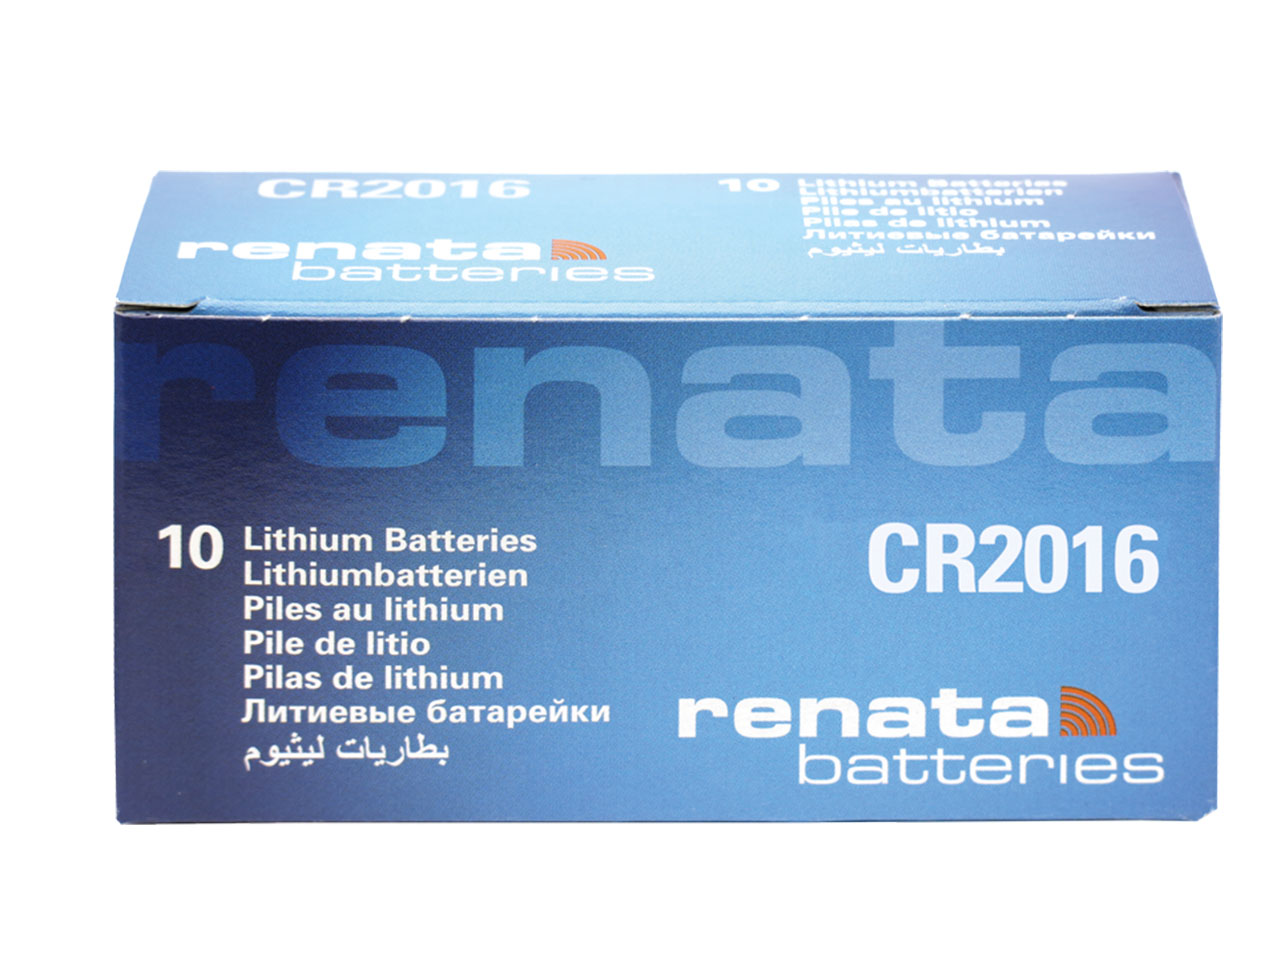 CR2016
renata
batteries
10 Lithium Batteries
Lithiumbatterien
Piles au lithium
Pile de litio
Pilas de lithium
Литиевые батарейки
بطاريات ليثيوم
renata
10 Lithium Batteries
Lithiumbatterien
Piles au lithium
Pile de litio
Pilas de lithium
Литиевые батарейки
بطاريات ليثيوم
CR2016
renata
batteries